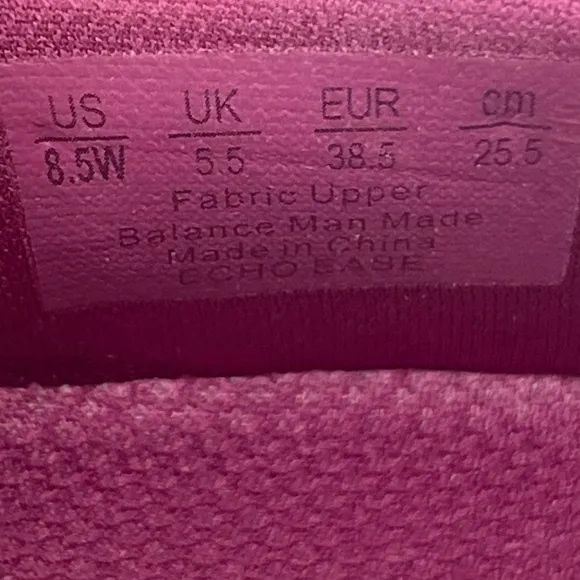 US UK EUR cm
8.5W 5.5 38.5 25.5
Fabric Upper
Balance Man Made
Made in China
ECHO EASE